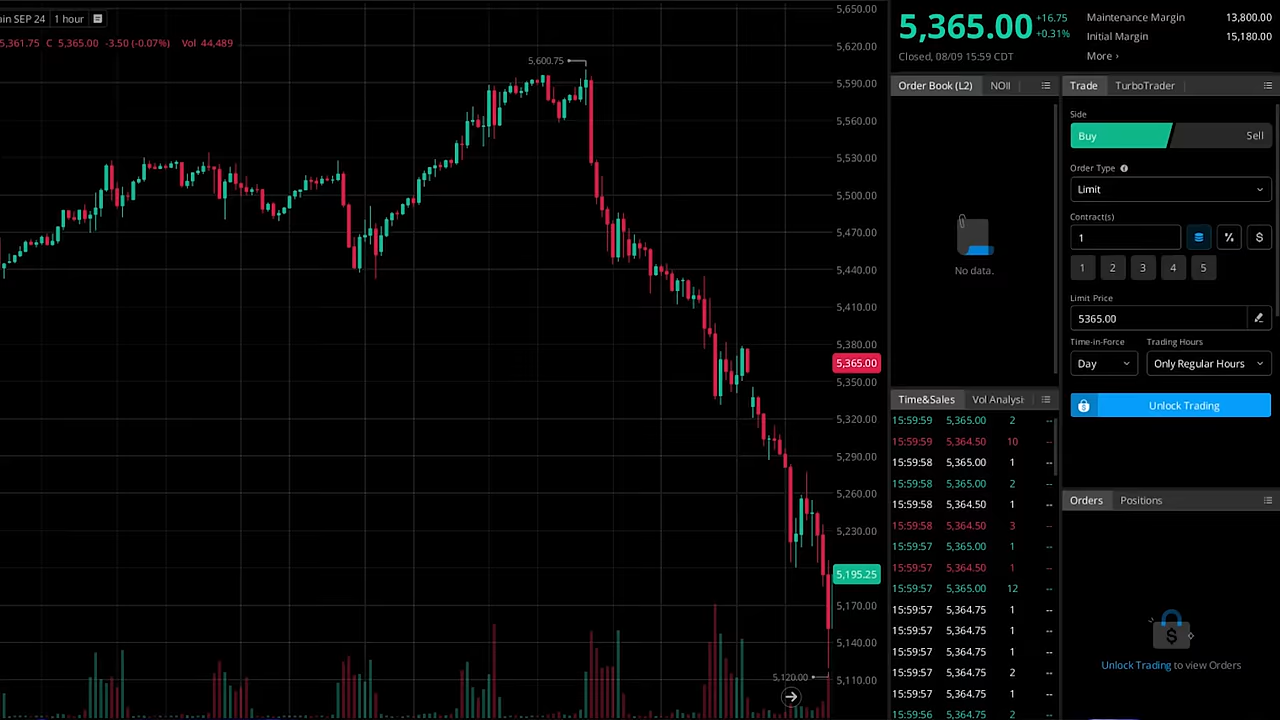 ain SEP 24 1 hour
5,361.75 C 5,365.00 -3.50 (-0.07%) Vol 44,489
5,600.75
5,120.00
5,650.00
5,620.00
5,590.00
5,560.00
5,530.00
5,500.00
5,470.00
5,440.00
5,410.00
5,380.00
5,365.00
5,350.00
5,320.00
5,290.00
5,260.00
5,230.00
5,195.25
5,170.00
5,140.00
5,110.00
5,365.00 +16.75
+0.31%
Closed, 08/09 15:59 CDT
Maintenance Margin 13,800.00
Initial Margin 15,180.00
More ›
Order Book (L2) NOII
No data.
Time&Sales Vol Analysi
15:59:59 5,365.00 2 --
15:59:59 5,364.50 10 --
15:59:58 5,365.00 1 --
15:59:58 5,365.00 2 --
15:59:58 5,364.50 1 --
15:59:58 5,364.50 3 --
15:59:57 5,365.00 1 --
15:59:57 5,364.50 1 --
15:59:57 5,365.00 12 --
15:59:57 5,364.75 1 --
15:59:57 5,364.75 1 --
15:59:57 5,364.75 1 --
15:59:57 5,364.75 2 --
15:59:57 5,364.75 1 --
15:59:56 5,364.50 2 --
Trade TurboTrader
Side
Buy Sell
Order Type
Limit
Contract(s)
1 % $
1 2 3 4 5
Limit Price
5365.00
Time-in-Force Trading Hours
Day Only Regular Hours
Unlock Trading
Orders Positions
$
Unlock Trading to view Orders